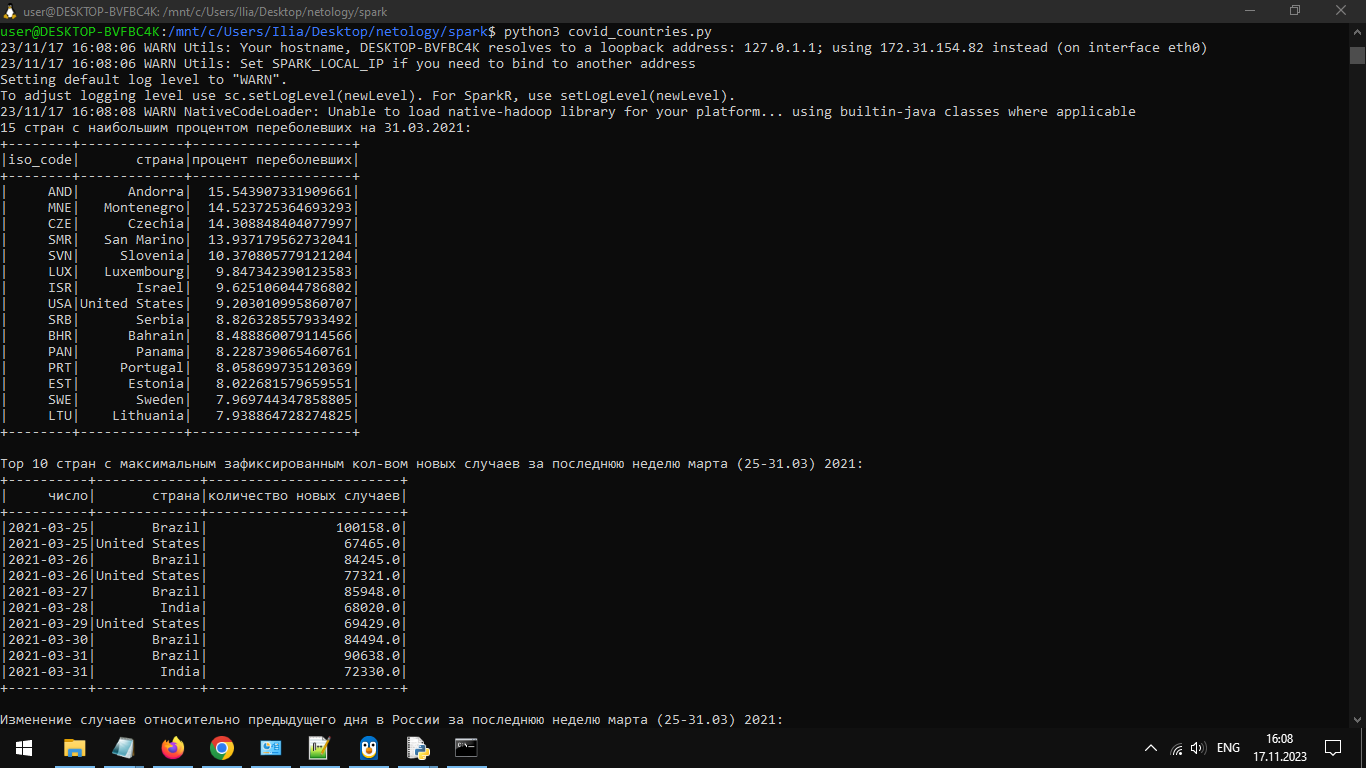 user@DESKTOP-BVFBC4K: /mnt/c/Users/Ilia/Desktop/netology/spark
user@DESKTOP-BVFBC4K:/mnt/c/Users/Ilia/Desktop/netology/spark$ python3 covid_countries.py
23/11/17 16:08:06 WARN Utils: Your hostname, DESKTOP-BVFBC4K resolves to a loopback address: 127.0.1.1; using 172.31.154.82 instead (on interface eth0)
23/11/17 16:08:06 WARN Utils: Set SPARK_LOCAL_IP if you need to bind to another address
Setting default log level to "WARN".
To adjust logging level use sc.setLogLevel(newLevel). For SparkR, use setLogLevel(newLevel).
23/11/17 16:08:08 WARN NativeCodeLoader: Unable to load native-hadoop library for your platform... using builtin-java classes where applicable
15 стран с наибольшим процентом переболевших на 31.03.2021:
+--------+-------------+--------------------+
|iso_code|       страна|процент переболевших|
+--------+-------------+--------------------+
|     AND|      Andorra|  15.543907331909661|
|     MNE|   Montenegro|  14.523725364693293|
|     CZE|      Czechia|  14.308848404077997|
|     SMR|   San Marino|  13.937179562732041|
|     SVN|     Slovenia|  10.370805779121204|
|     LUX|   Luxembourg|   9.847342390123583|
|     ISR|       Israel|   9.625106044786802|
|     USA|United States|   9.203010995860707|
|     SRB|       Serbia|   8.826328557933492|
|     BHR|      Bahrain|   8.488860079114566|
|     PAN|       Panama|   8.228739065460761|
|     PRT|     Portugal|   8.058699735120369|
|     EST|      Estonia|   8.022681579659551|
|     SWE|       Sweden|   7.969744347858805|
|     LTU|    Lithuania|   7.938864728274825|
+--------+-------------+--------------------+
Top 10 стран с максимальным зафиксированным кол-вом новых случаев за последнюю неделю марта (25-31.03) 2021:
+----------+-------------+------------------------+
|     число|       страна|количество новых случаев|
+----------+-------------+------------------------+
|2021-03-25|       Brazil|                100158.0|
|2021-03-25|United States|                 67465.0|
|2021-03-26|       Brazil|                 84245.0|
|2021-03-26|United States|                 77321.0|
|2021-03-27|       Brazil|                 85948.0|
|2021-03-28|        India|                 68020.0|
|2021-03-29|United States|                 69429.0|
|2021-03-30|       Brazil|                 84494.0|
|2021-03-31|       Brazil|                 90638.0|
|2021-03-31|        India|                 72330.0|
+----------+-------------+------------------------+
Изменение случаев относительно предыдущего дня в России за последнюю неделю марта (25-31.03) 2021:
ENG
16:08
17.11.2023